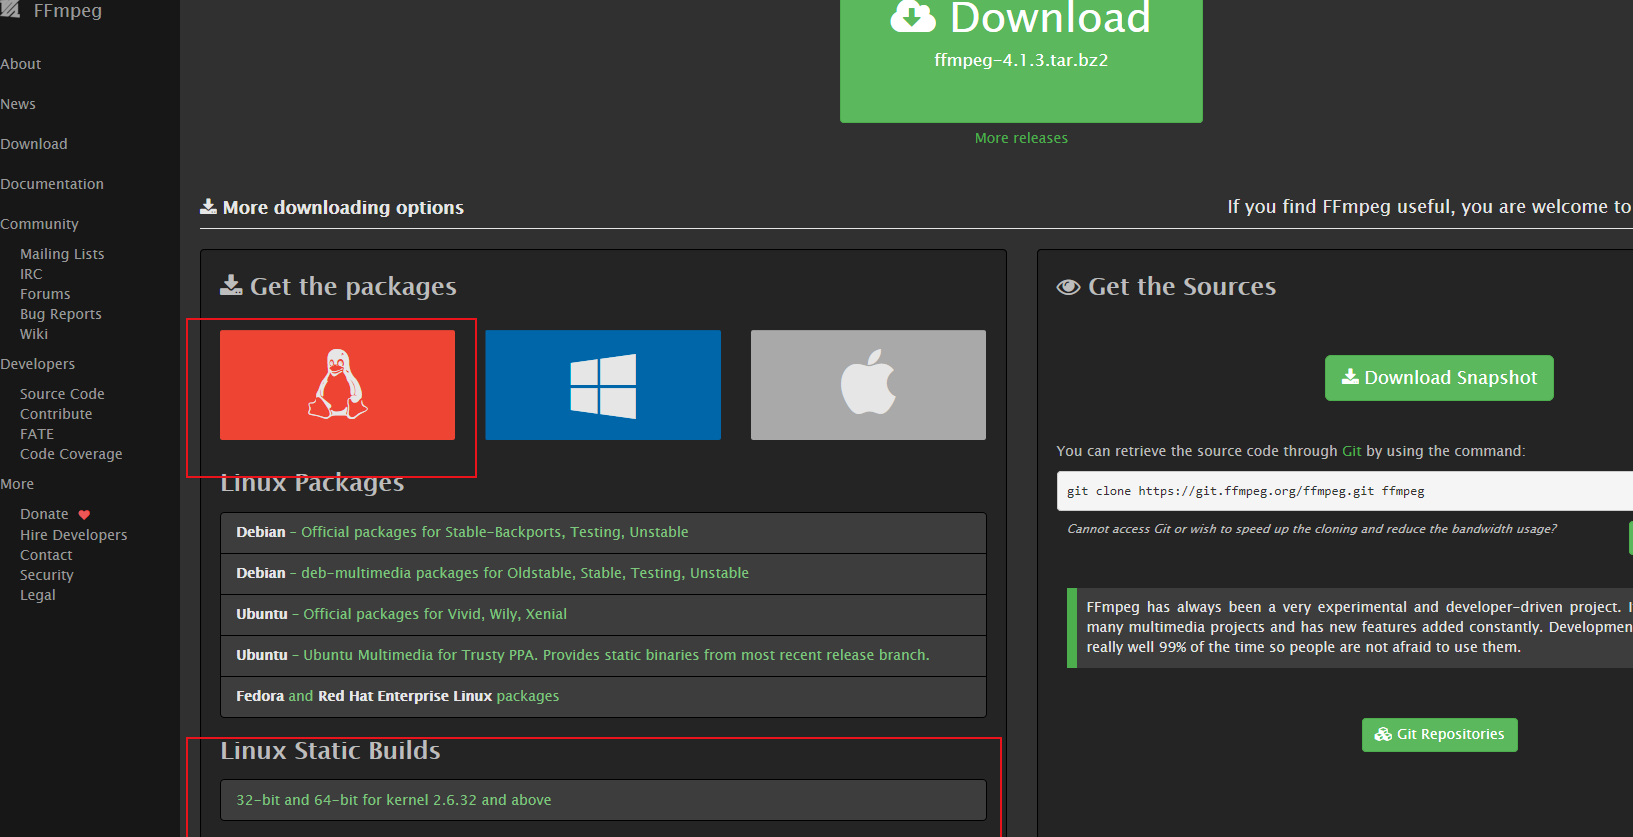 FFmpeg
About
News
Download
Documentation
Community
Mailing Lists
IRC
Forums
Bug Reports
Wiki
Developers
Source Code
Contribute
FATE
Code Coverage
More
Donate
Hire Developers
Contact
Security
Legal
Download
ffmpeg-4.1.3.tar.bz2
More releases
More downloading options
If you find FFmpeg useful, you are welcome to
Get the packages
Linux Packages
Debian – Official packages for Stable-Backports, Testing, Unstable
Debian – deb-multimedia packages for Oldstable, Stable, Testing, Unstable
Ubuntu – Official packages for Vivid, Wily, Xenial
Ubuntu – Ubuntu Multimedia for Trusty PPA. Provides static binaries from most recent release branch.
Fedora and Red Hat Enterprise Linux packages
Linux Static Builds
32-bit and 64-bit for kernel 2.6.32 and above
Get the Sources
Download Snapshot
You can retrieve the source code through Git by using the command:
git clone https://git.ffmpeg.org/ffmpeg.git ffmpeg
Cannot access Git or wish to speed up the cloning and reduce the bandwidth usage?
FFmpeg has always been a very experimental and developer-driven project.
many multimedia projects and has new features added constantly.
really well 99% of the time so people are not afraid to use them.
Git Repositories